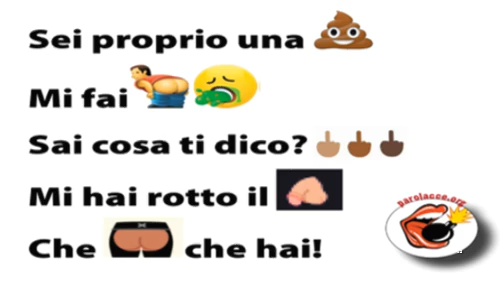 Sei proprio una 💩
Mi fai
Sai cosa ti dico? 🖕🏼🖕🏾🖕🏿
Mi hai rotto il
Che che hai!
parolacce.org